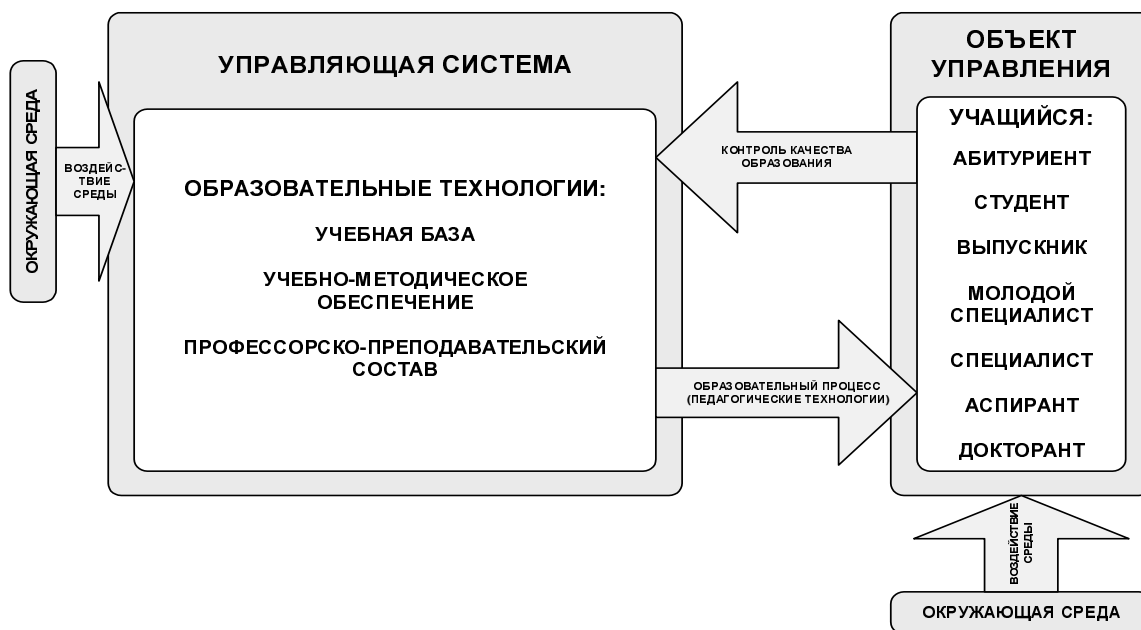 ОКРУЖАЮЩАЯ СРЕДА
ВОЗДЕЙС-
ТВИЕ
СРЕДЫ
УПРАВЛЯЮЩАЯ СИСТЕМА
ОБРАЗОВАТЕЛЬНЫЕ ТЕХНОЛОГИИ:
УЧЕБНАЯ БАЗА
УЧЕБНО-МЕТОДИЧЕСКОЕ
ОБЕСПЕЧЕНИЕ
ПРОФЕССОРСКО-ПРЕПОДАВАТЕЛЬСКИЙ
СОСТАВ
КОНТРОЛЬ КАЧЕСТВА
ОБРАЗОВАНИЯ
ОБРАЗОВАТЕЛЬНЫЙ ПРОЦЕСС
(ПЕДАГОГИЧЕСКИЕ ТЕХНОЛОГИИ)
ОБЪЕКТ
УПРАВЛЕНИЯ
УЧАЩИЙСЯ:
АБИТУРИЕНТ
СТУДЕНТ
ВЫПУСКНИК
МОЛОДОЙ
СПЕЦИАЛИСТ
СПЕЦИАЛИСТ
АСПИРАНТ
ДОКТОРАНТ
ВОЗДЕЙСТВИЕ
СРЕДЫ
ОКРУЖАЮЩАЯ СРЕДА